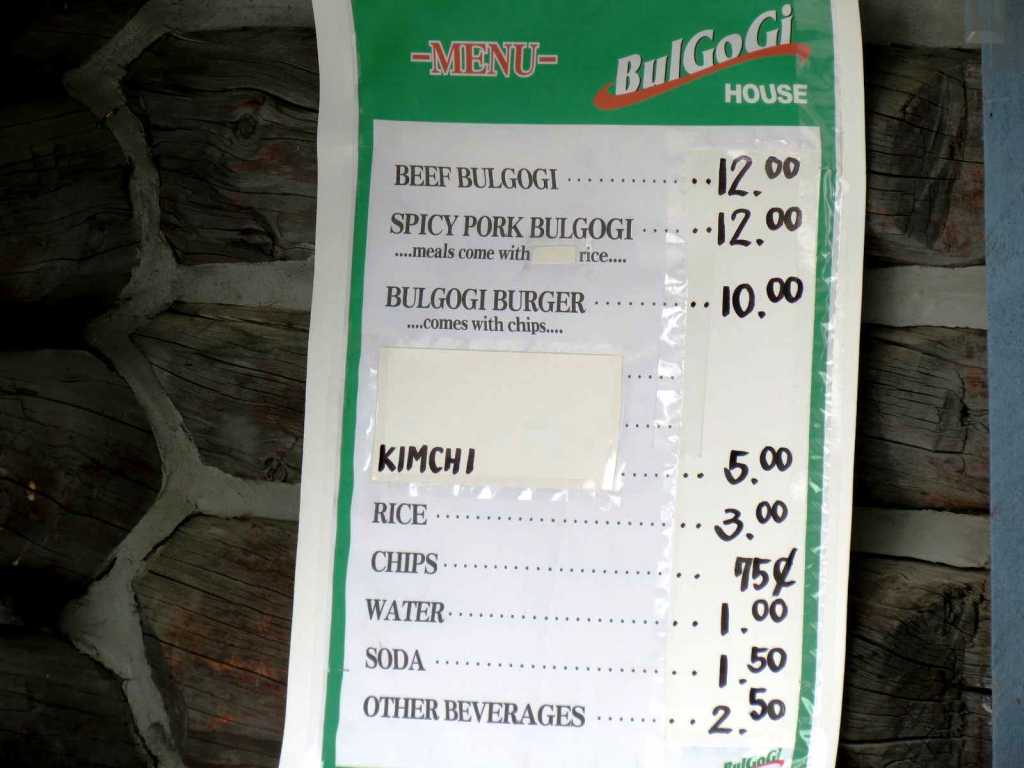 -MENU-
BulGoGi
HOUSE
BEEF BULGOGI ............. 12.00
SPICY PORK BULGOGI ....... 12.00
....meals come with rice....
BULGOGI BURGER ........... 10.00
....comes with chips....
KIMCHI ........ 5.00
RICE ..................... 3.00
CHIPS .................... 75¢
WATER .................... 1.00
SODA ..................... 1.50
OTHER BEVERAGES .......... 2.50
BulGoGi